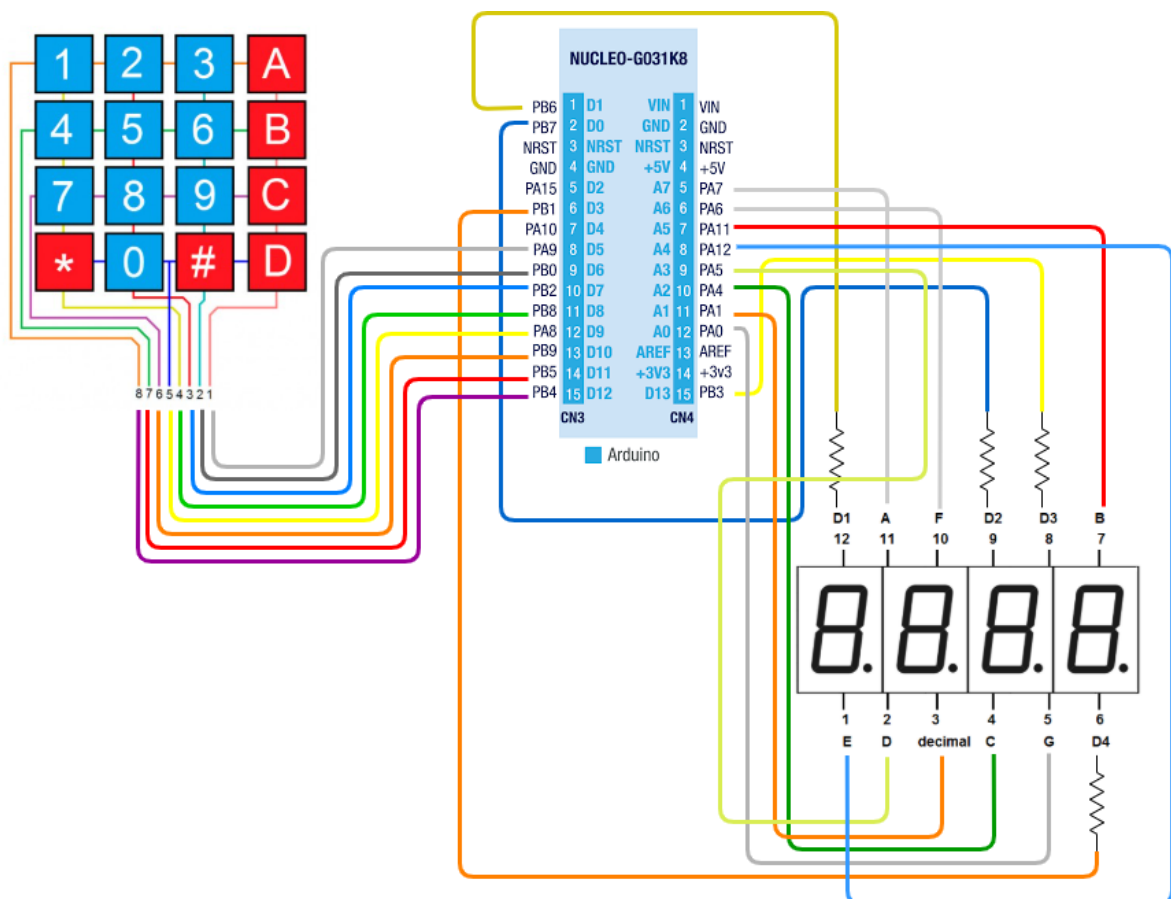 1 2 3 A
4 5 6 B
7 8 9 C
* 0 # D
8 7 6 5 4 3 2 1
NUCLEO-G031K8
PB6 1 D1 VIN 1 VIN
PB7 2 D0 GND 2 GND
NRST 3 NRST NRST 3 NRST
GND 4 GND +5V 4 +5V
PA15 5 D2 A7 5 PA7
PB1 6 D3 A6 6 PA6
PA10 7 D4 A5 7 PA11
PA9 8 D5 A4 8 PA12
PB0 9 D6 A3 9 PA5
PB2 10 D7 A2 10 PA4
PB8 11 D8 A1 11 PA1
PA8 12 D9 A0 12 PA0
PB9 13 D10 AREF 13 AREF
PB5 14 D11 +3V3 14 +3v3
PB4 15 D12 D13 15 PB3
CN3 CN4
Arduino
D1 A F D2 D3 B
12 11 10 9 8 7
8. 8. 8. 8.
1 2 3 4 5 6
E D decimal C G D4